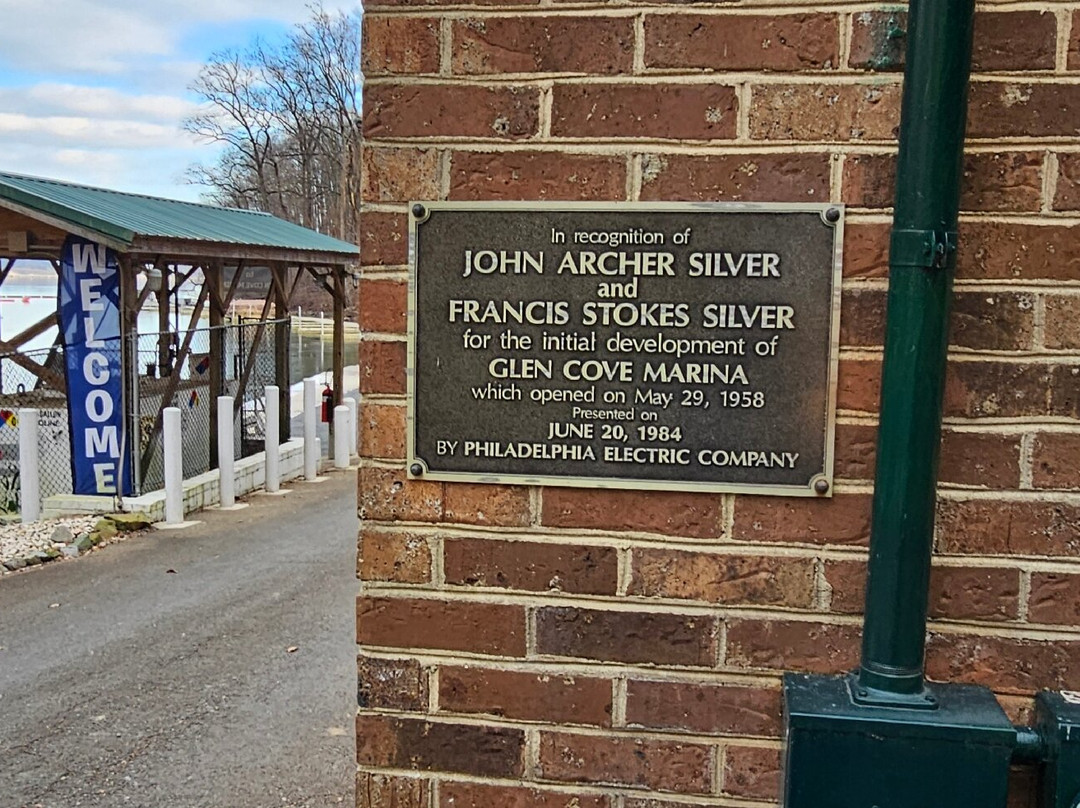 In recognition of
JOHN ARCHER SILVER
and
FRANCIS STOKES SILVER
for the initial development of
GLEN COVE MARINA
which opened on May 29, 1958
Presented on
JUNE 20, 1984
BY PHILADELPHIA ELECTRIC COMPANY
WELCOME